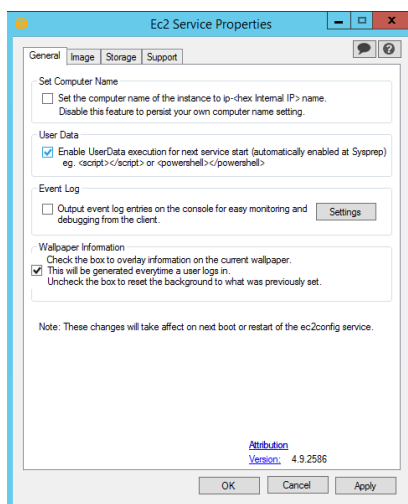 Ec2 Service Properties
General Image Storage Support
Set Computer Name
Set the computer name of the instance to ip-<hex Internal IP> name.
Disable this feature to persist your own computer name setting.
User Data
Enable UserData execution for next service start (automatically enabled at Sysprep)
eg. <script></script> or <powershell></powershell>
Event Log
Output event log entries on the console for easy monitoring and
debugging from the client.
Settings
Wallpaper Information
Check the box to overlay information on the current wallpaper.
This will be generated everytime a user logs in.
Uncheck the box to reset the background to what was previously set.
Note: These changes will take affect on next boot or restart of the ec2config service.
Attribution
Version: 4.9.2586
OK Cancel Apply